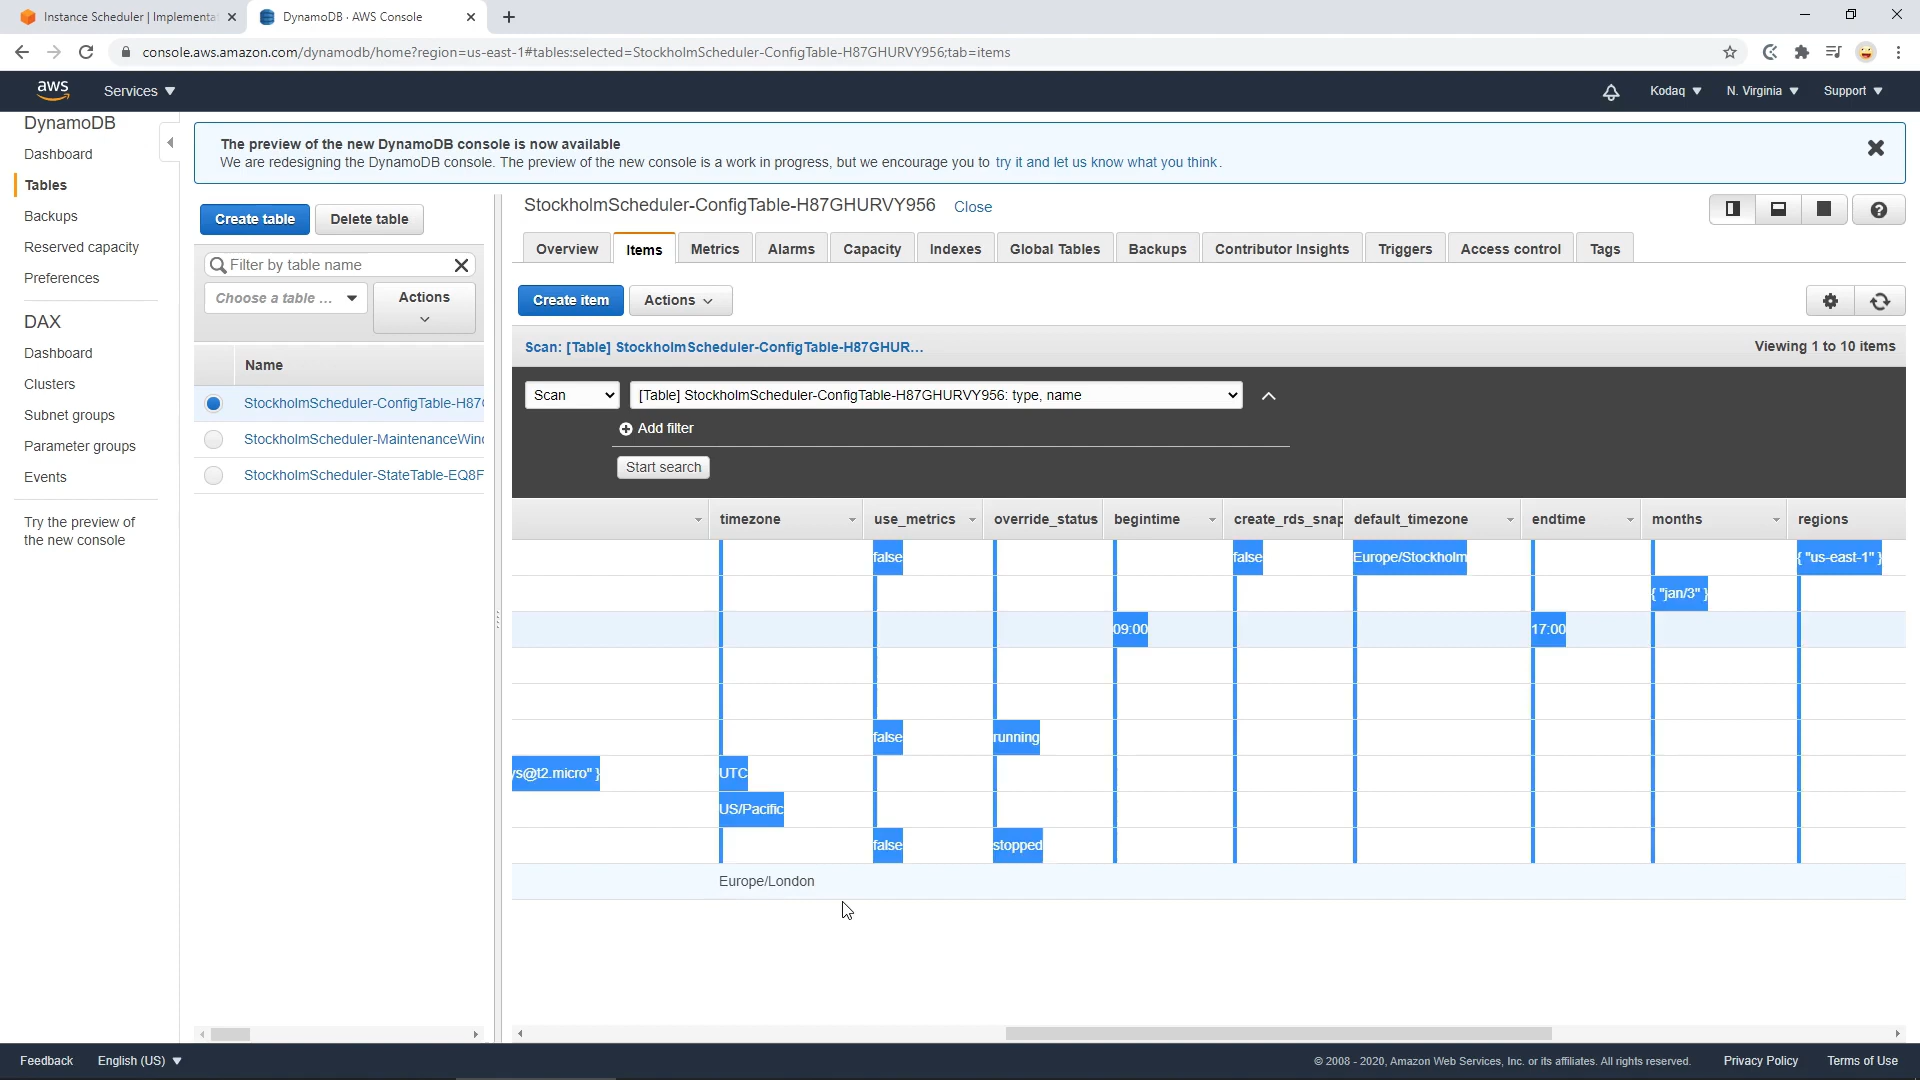 Instance Scheduler | Implementa
DynamoDB · AWS Console
console.aws.amazon.com/dynamodb/home?region=us-east-1#tables:selected=StockholmScheduler-ConfigTable-H87GHURVY956;tab=items
aws
Services
Kodaq
N. Virginia
Support
DynamoDB
Dashboard
Tables
Backups
Reserved capacity
Preferences
DAX
Dashboard
Clusters
Subnet groups
Parameter groups
Events
Try the preview of
the new console
The preview of the new DynamoDB console is now available
We are redesigning the DynamoDB console. The preview of the new console is a work in progress, but we encourage you to try it and let us know what you think.
Create table
Delete table
Filter by table name
Choose a table ...
Actions
Name
StockholmScheduler-ConfigTable-H87
StockholmScheduler-MaintenanceWin
StockholmScheduler-StateTable-EQ8F
StockholmScheduler-ConfigTable-H87GHURVY956 Close
Overview Items Metrics Alarms Capacity Indexes Global Tables Backups Contributor Insights Triggers Access control Tags
Create item
Actions
Scan: [Table] StockholmScheduler-ConfigTable-H87GHUR...
Viewing 1 to 10 items
Scan
[Table] StockholmScheduler-ConfigTable-H87GHURVY956: type, name
Add filter
Start search
timezone use_metrics override_status begintime create_rds_snap default_timezone endtime months regions
false false Europe/Stockholm { "us-east-1" }
{ "jan/3" }
09:00 17:00
false running
ys@t2.micro" } UTC
US/Pacific
false stopped
Europe/London
Feedback
English (US)
© 2008 - 2020, Amazon Web Services, Inc. or its affiliates. All rights reserved.
Privacy Policy
Terms of Use